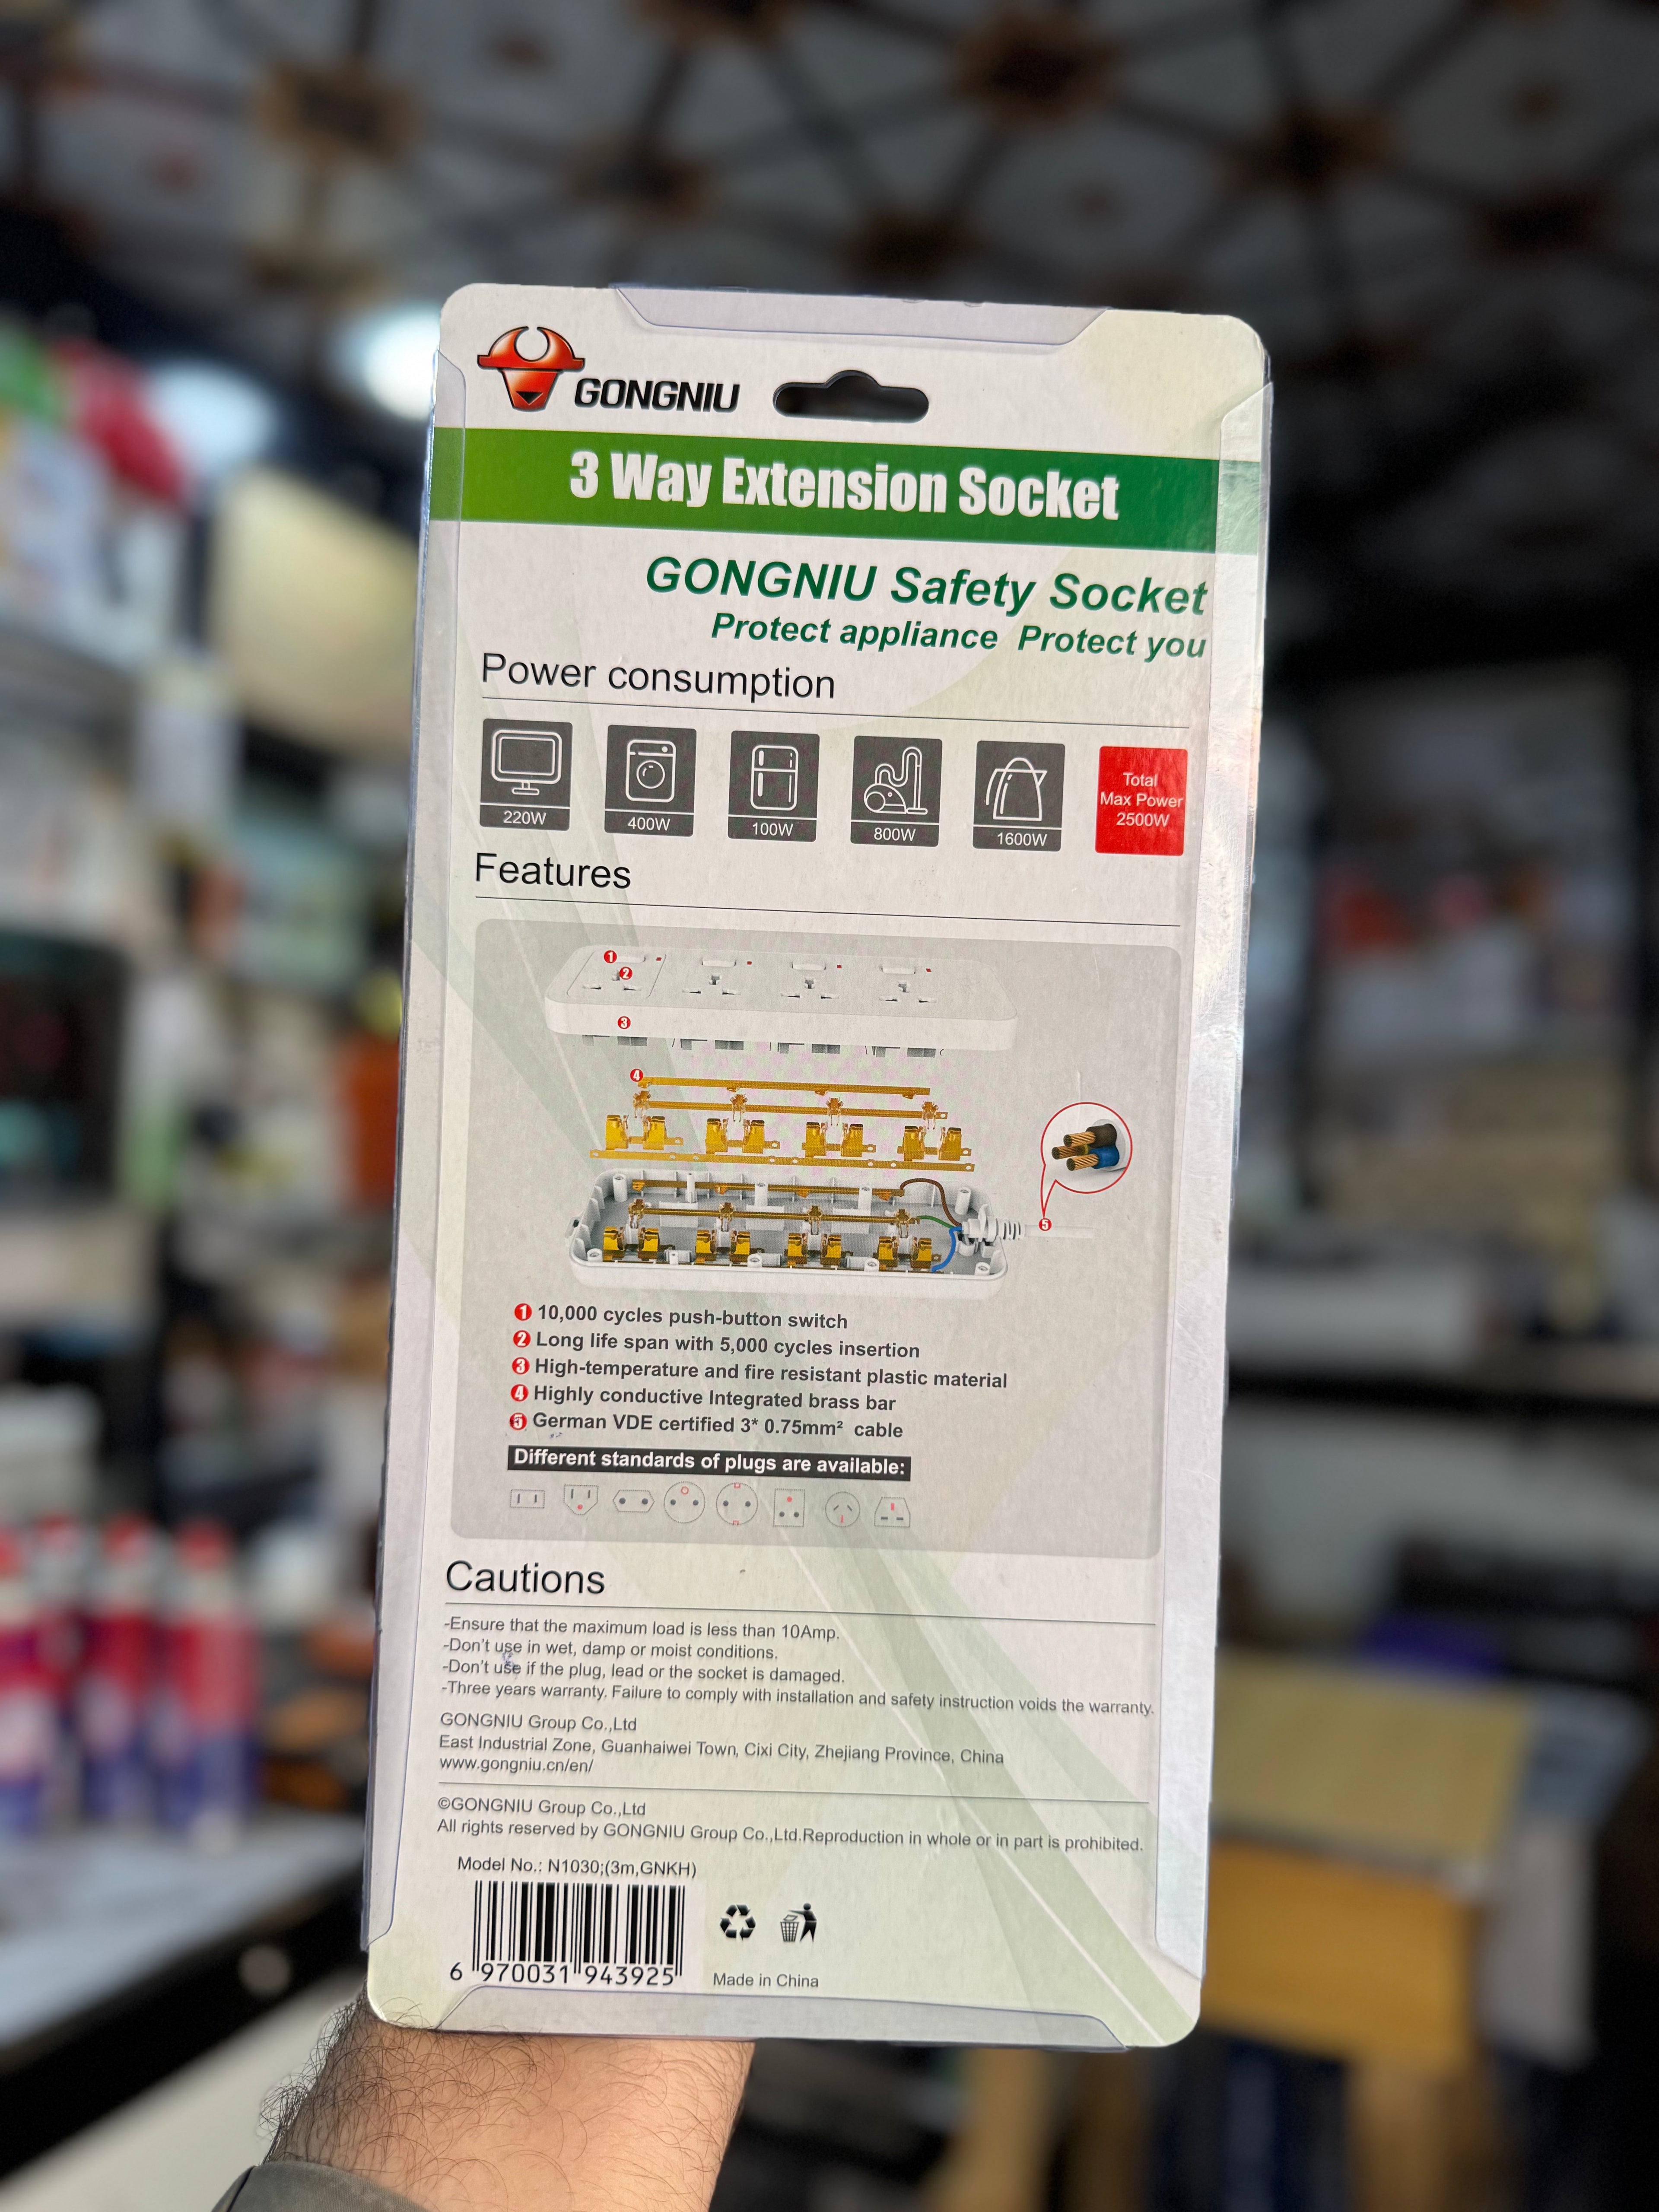 GONGNIU
3 Way Extension Socket
GONGNIU Safety Socket
Protect appliance Protect you
Power consumption
220W
400W
100W
800W
1600W
Total
Max Power
2500W
Features
1
2
3
4
5
1 10,000 cycles push-button switch
2 Long life span with 5,000 cycles insertion
3 High-temperature and fire resistant plastic material
4 Highly conductive Integrated brass bar
5 German VDE certified 3* 0.75mm² cable
Different standards of plugs are available:
Cautions
-Ensure that the maximum load is less than 10Amp.
-Don't use in wet, damp or moist conditions.
-Don't use if the plug, lead or the socket is damaged.
-Three years warranty. Failure to comply with installation and safety instruction voids the warranty.
GONGNIU Group Co.,Ltd
East Industrial Zone, Guanhaiwei Town, Cixi City, Zhejiang Province, China
www.gongniu.cn/en/
©GONGNIU Group Co.,Ltd
All rights reserved by GONGNIU Group Co.,Ltd.Reproduction in whole or in part is prohibited.
Model No.: N1030;(3m,GNKH)
6 970031 943925
Made in China